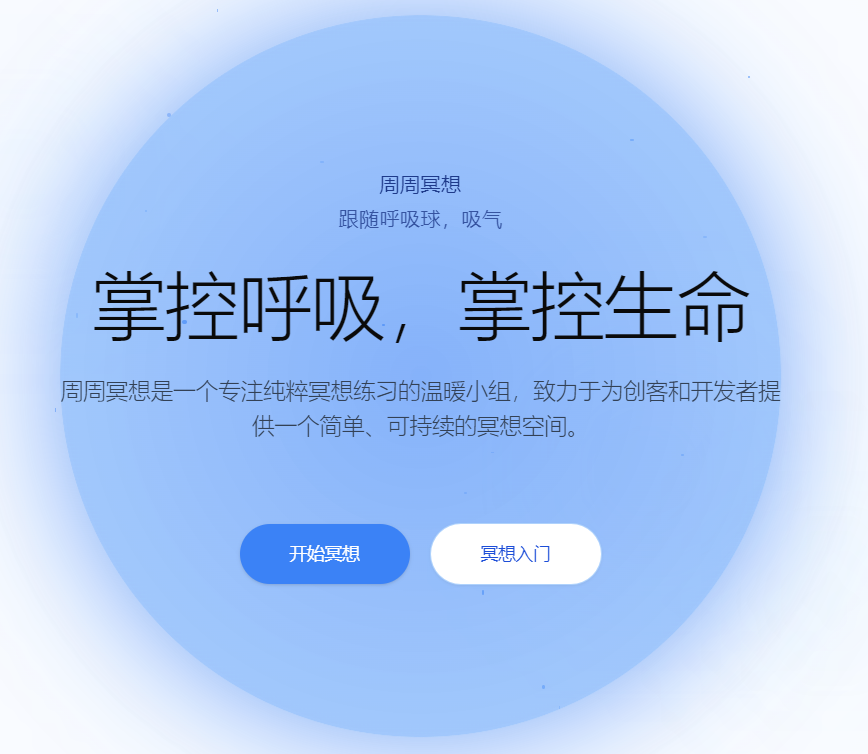 周周冥想
跟随呼吸球，吸气
掌控呼吸，掌控生命
周周冥想是一个专注纯粹冥想练习的温暖小组，致力于为创客和开发者提
供一个简单、可持续的冥想空间。
开始冥想
冥想入门